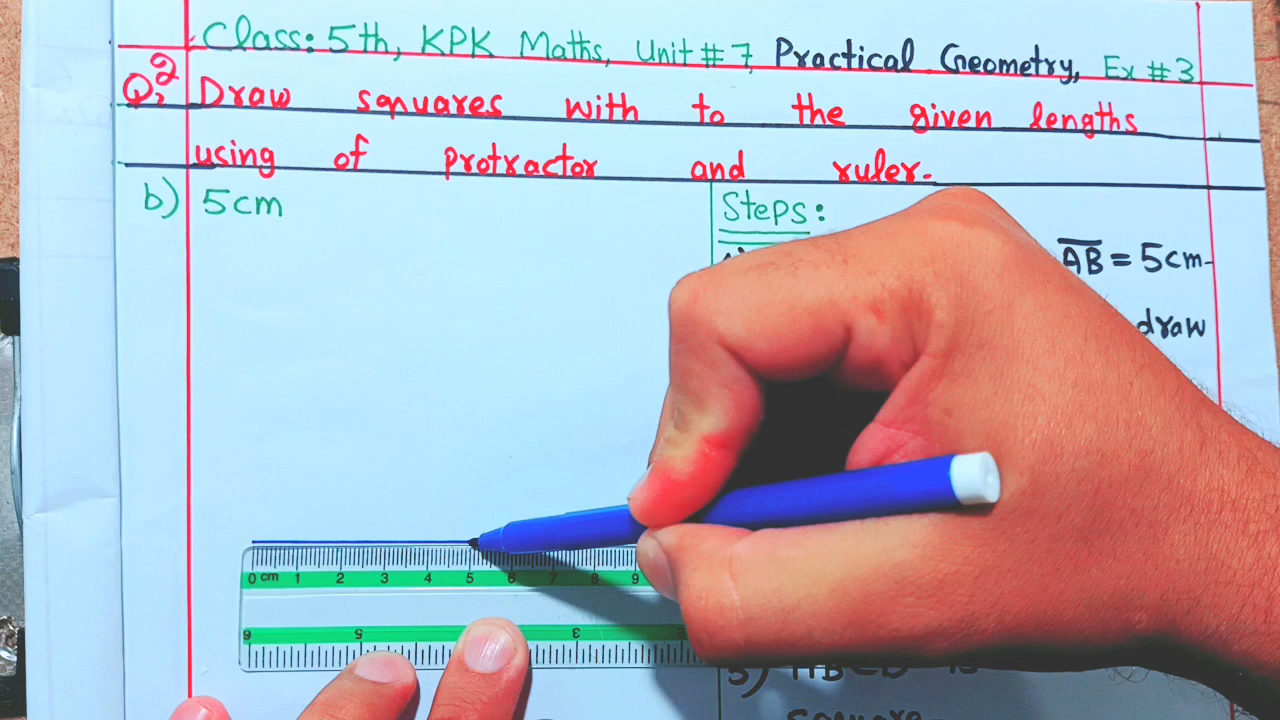 Class: 5th, KPK Maths, Unit # 7, Practical Geometry, Ex # 3
Q,2 Draw squares with to the given lengths
using of protractor and ruler.
b) 5cm
Steps:
AB = 5cm-
draw
0 cm 1 2 3 4 5 6 7 8 9
6 5 3
3) ABCD is
square.